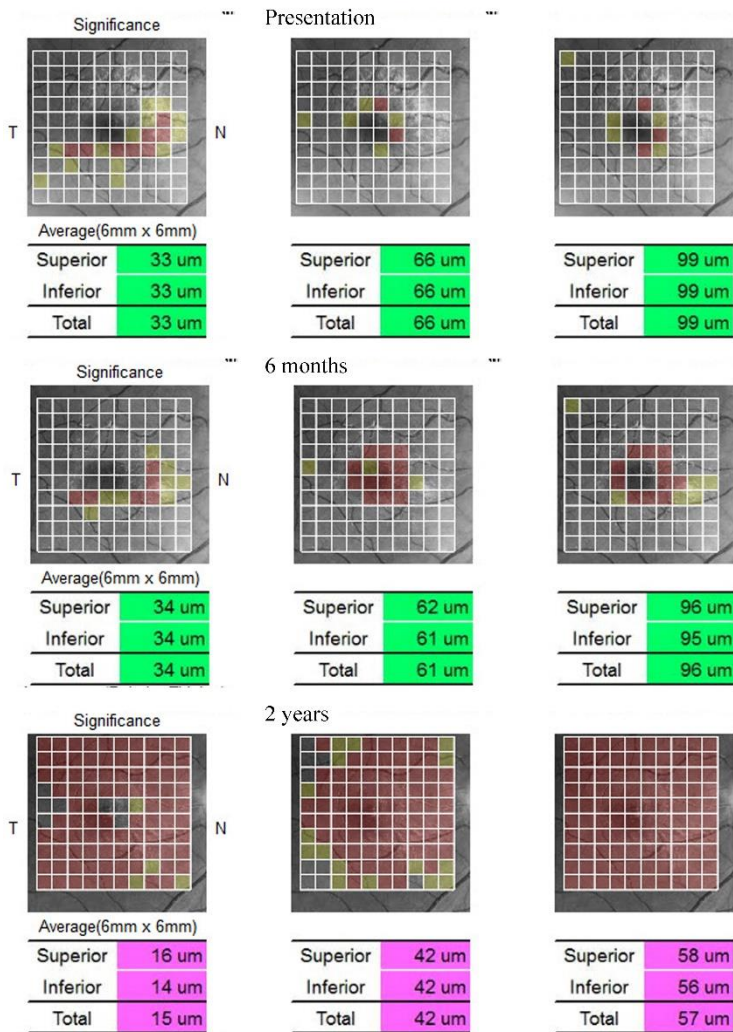 Presentation
Significance
T
N
Average(6mm x 6mm)
Superior 33 um
Inferior 33 um
Total 33 um
Superior 66 um
Inferior 66 um
Total 66 um
Superior 99 um
Inferior 99 um
Total 99 um
6 months
Significance
T
N
Average(6mm x 6mm)
Superior 34 um
Inferior 34 um
Total 34 um
Superior 62 um
Inferior 61 um
Total 61 um
Superior 96 um
Inferior 95 um
Total 96 um
2 years
Significance
T
N
Average(6mm x 6mm)
Superior 16 um
Inferior 14 um
Total 15 um
Superior 42 um
Inferior 42 um
Total 42 um
Superior 58 um
Inferior 56 um
Total 57 um